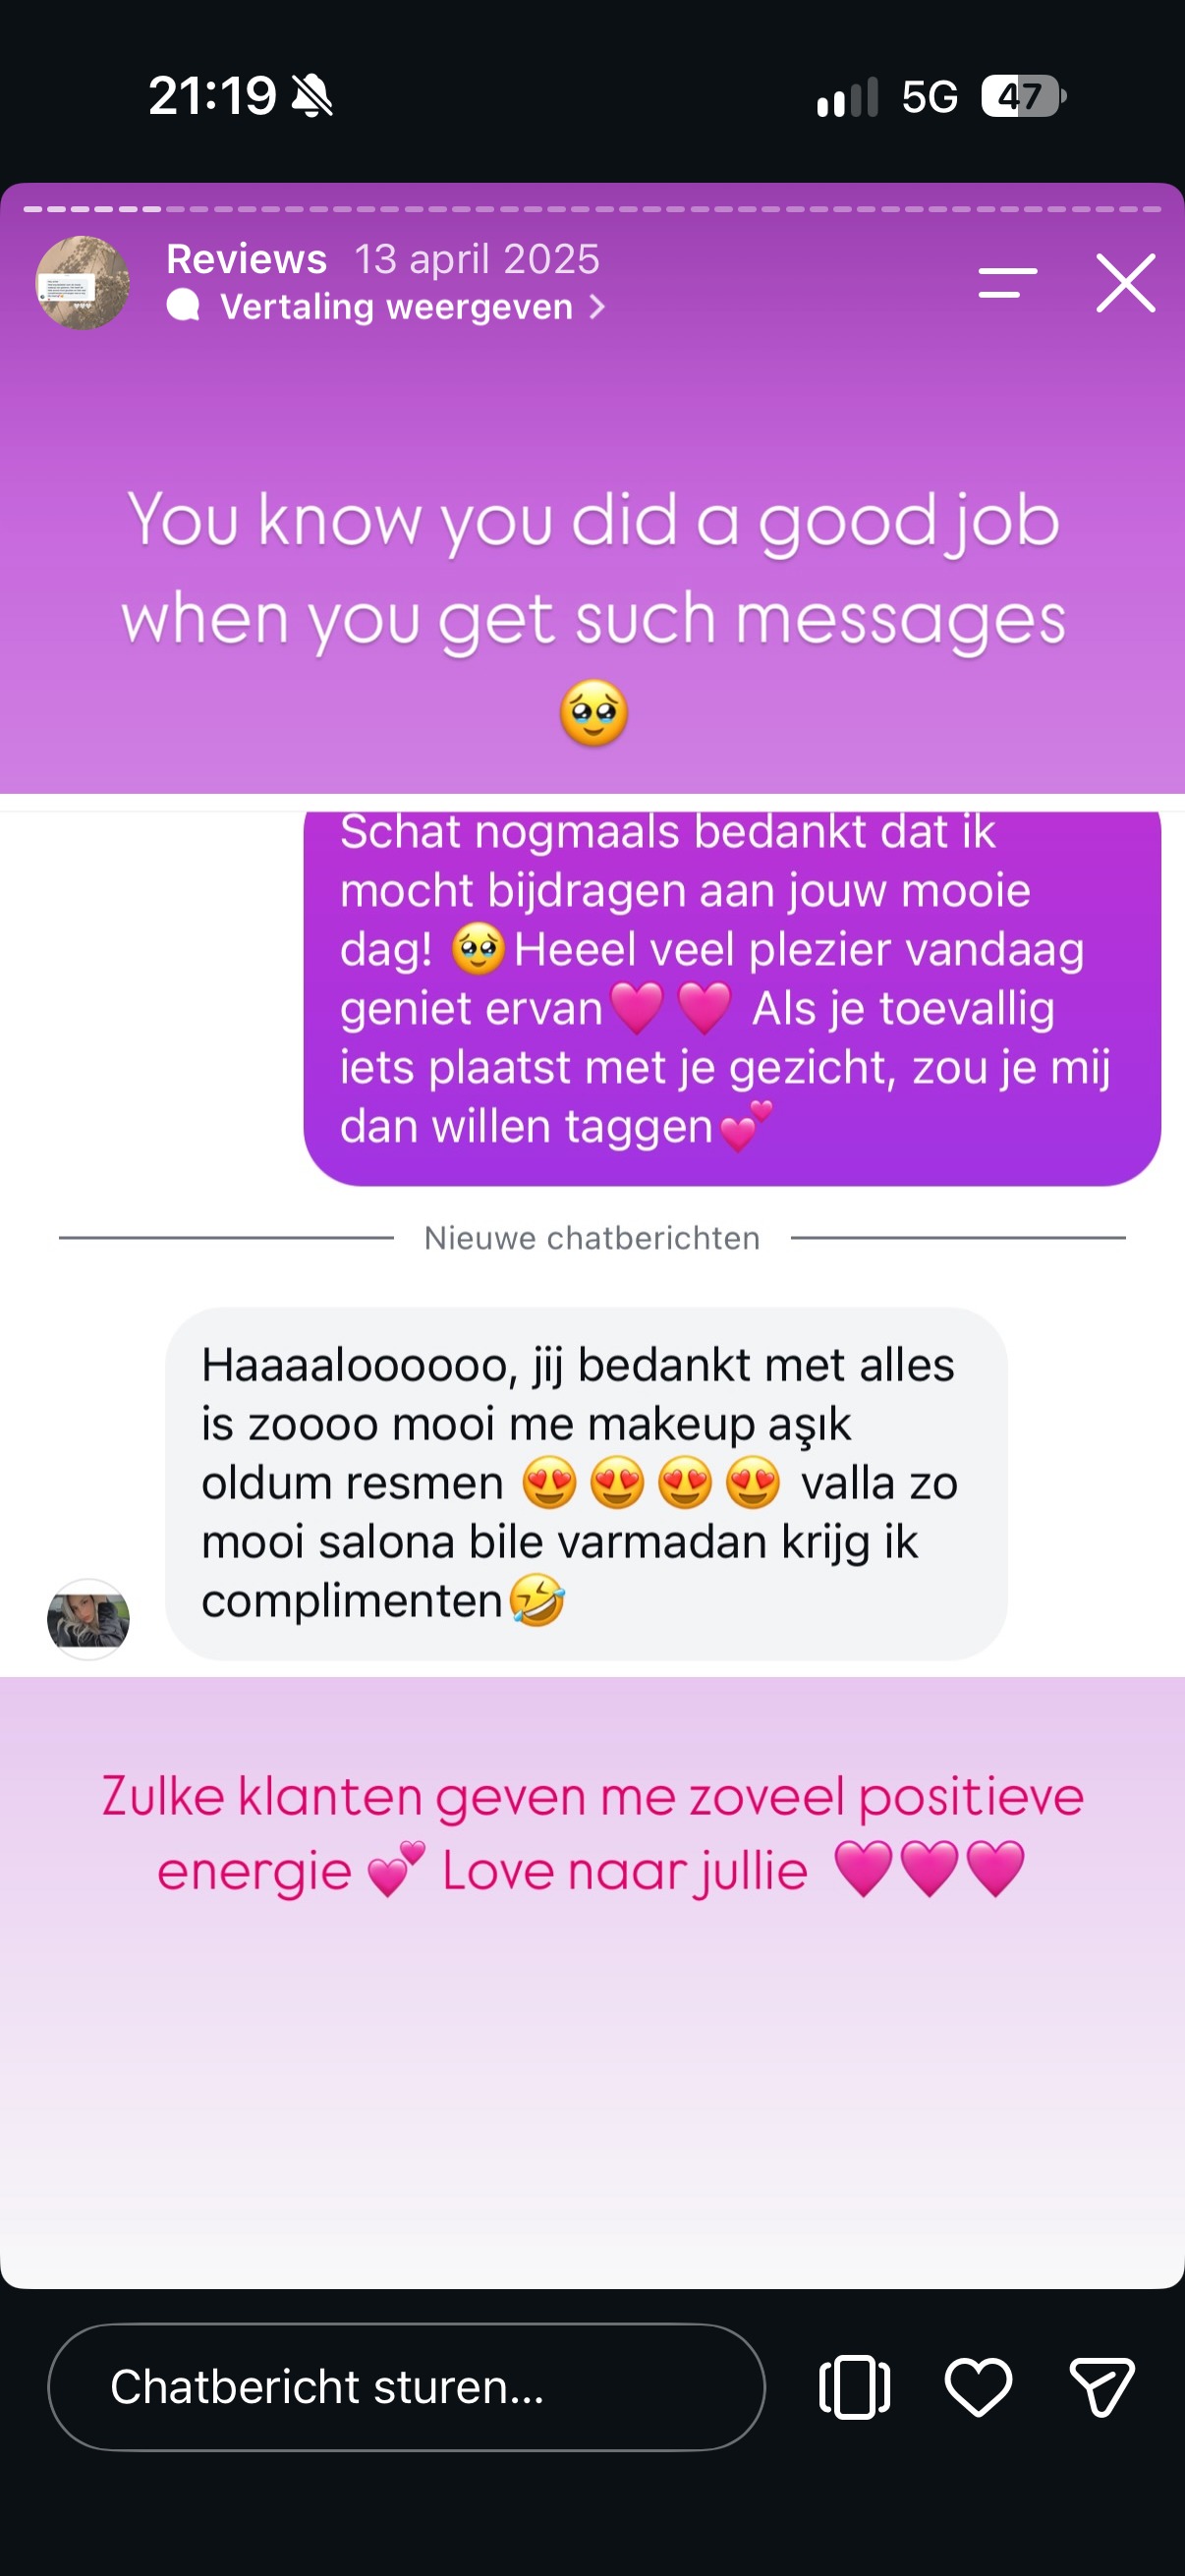 21:19
5G
47
Reviews 13 april 2025
Vertaling weergeven
You know you did a good job
when you get such messages
🥹
Schat nogmaals bedankt dat ik
mocht bijdragen aan jouw mooie
dag! 🥹Heeel veel plezier vandaag
geniet ervan🩷🩷 Als je toevallig
iets plaatst met je gezicht, zou je mij
dan willen taggen💕
Nieuwe chatberichten
Haaaaloooooo, jij bedankt met alles
is zoooo mooi me makeup aşık
oldum resmen 😍😍😍😍 valla zo
mooi salona bile varmadan krijg ik
complimenten🤣
Zulke klanten geven me zoveel positieve
energie 💕 Love naar jullie 🩷🩷🩷
Chatbericht sturen...